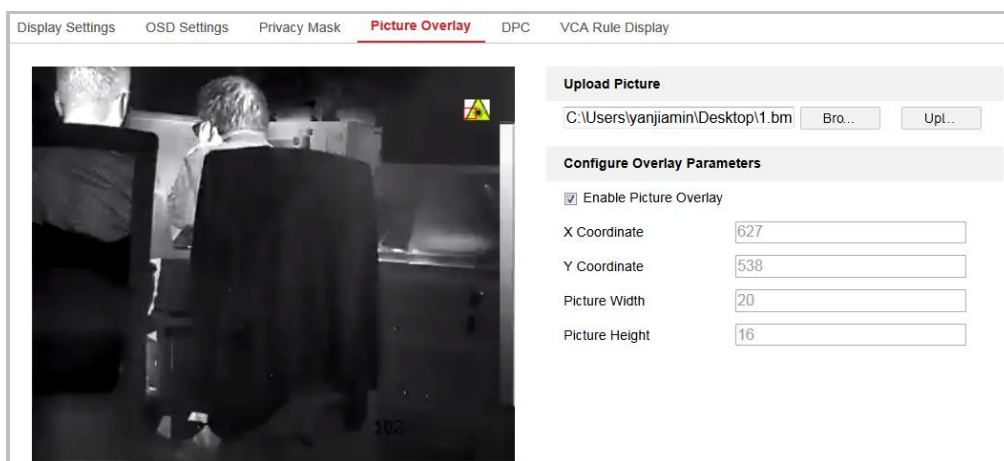 Display Settings OSD Settings Privacy Mask Picture Overlay DPC VCA Rule Display
Upload Picture
C:\Users\yanjiamin\Desktop\1.bm Bro... Upl...
Configure Overlay Parameters
Enable Picture Overlay
X Coordinate 627
Y Coordinate 538
Picture Width 20
Picture Height 16
102